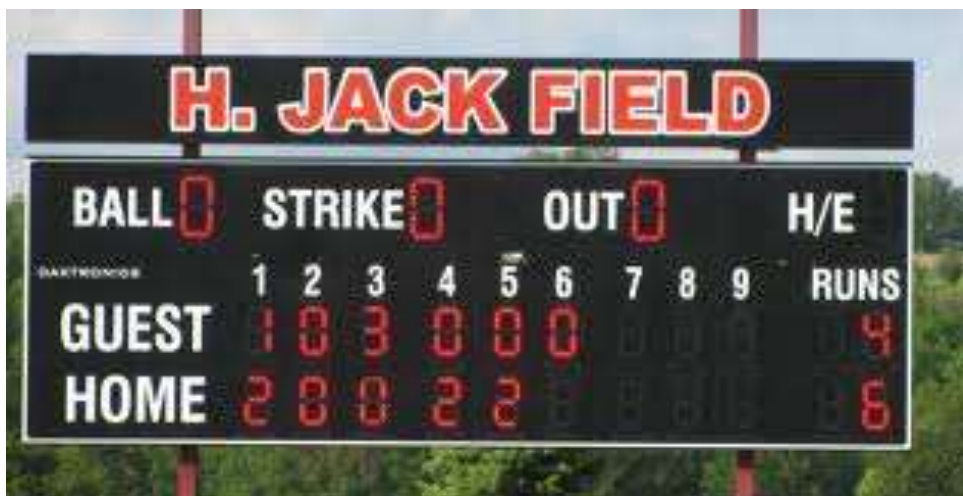 H. JACK FIELD
BALL 0 STRIKE 0 OUT 0 H/E
DAKTRONICS 1 2 3 4 5 6 7 8 9 RUNS
GUEST 1 0 3 0 0 0 4
HOME 2 0 0 2 2 6